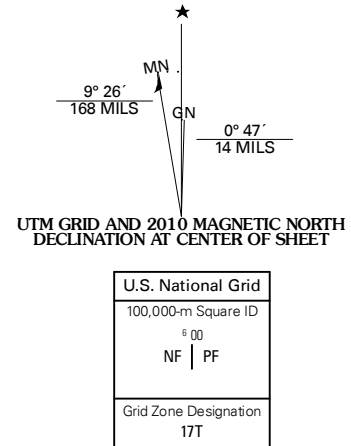 MN
GN
9° 26´
168 MILS
0° 47´
14 MILS
UTM GRID AND 2010 MAGNETIC NORTH
DECLINATION AT CENTER OF SHEET
U.S. National Grid
100,000-m Square ID
6 00
NF PF
Grid Zone Designation
17T